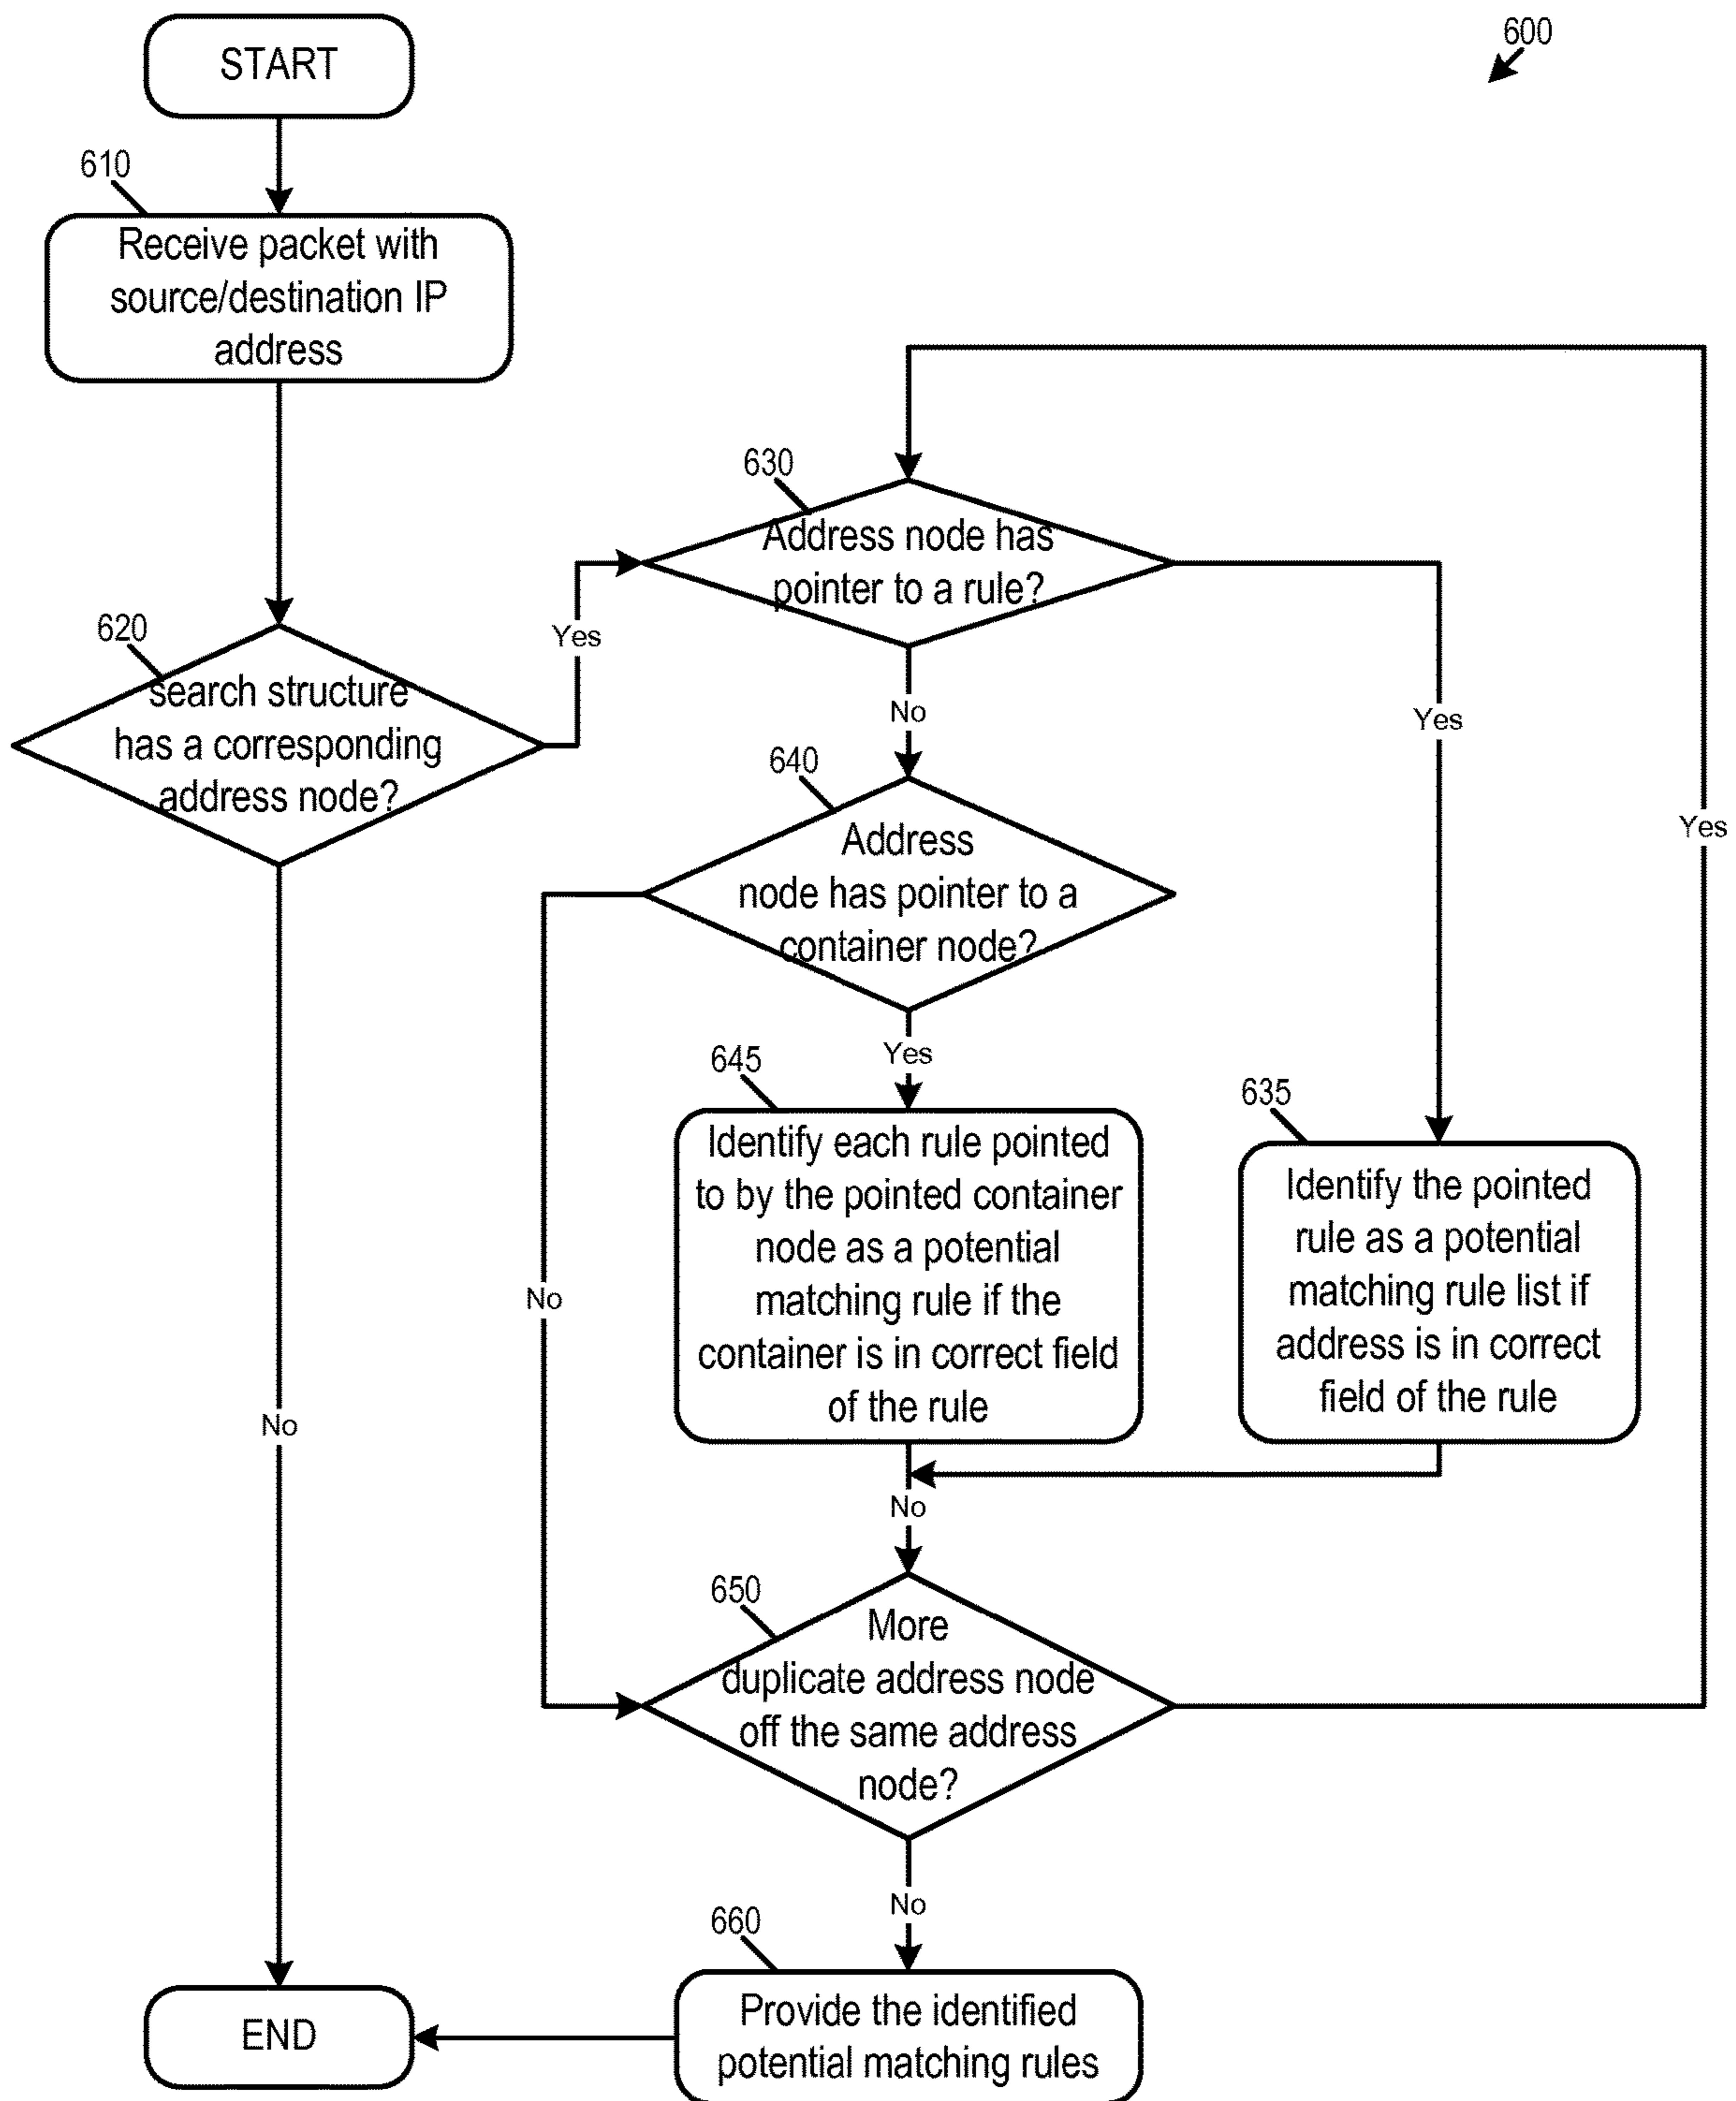 START
600
610
Receive packet with
source/destination IP
address
620
search structure
has a corresponding
address node?
Yes
No
630
Address node has
pointer to a rule?
No
Yes
640
Address
node has pointer to a
container node?
Yes
No
645
Identify each rule pointed
to by the pointed container
node as a potential
matching rule if the
container is in correct field
of the rule
635
Identify the pointed
rule as a potential
matching rule list if
address is in correct
field of the rule
No
650
More
duplicate address node
off the same address
node?
Yes
No
660
Provide the identified
potential matching rules
END